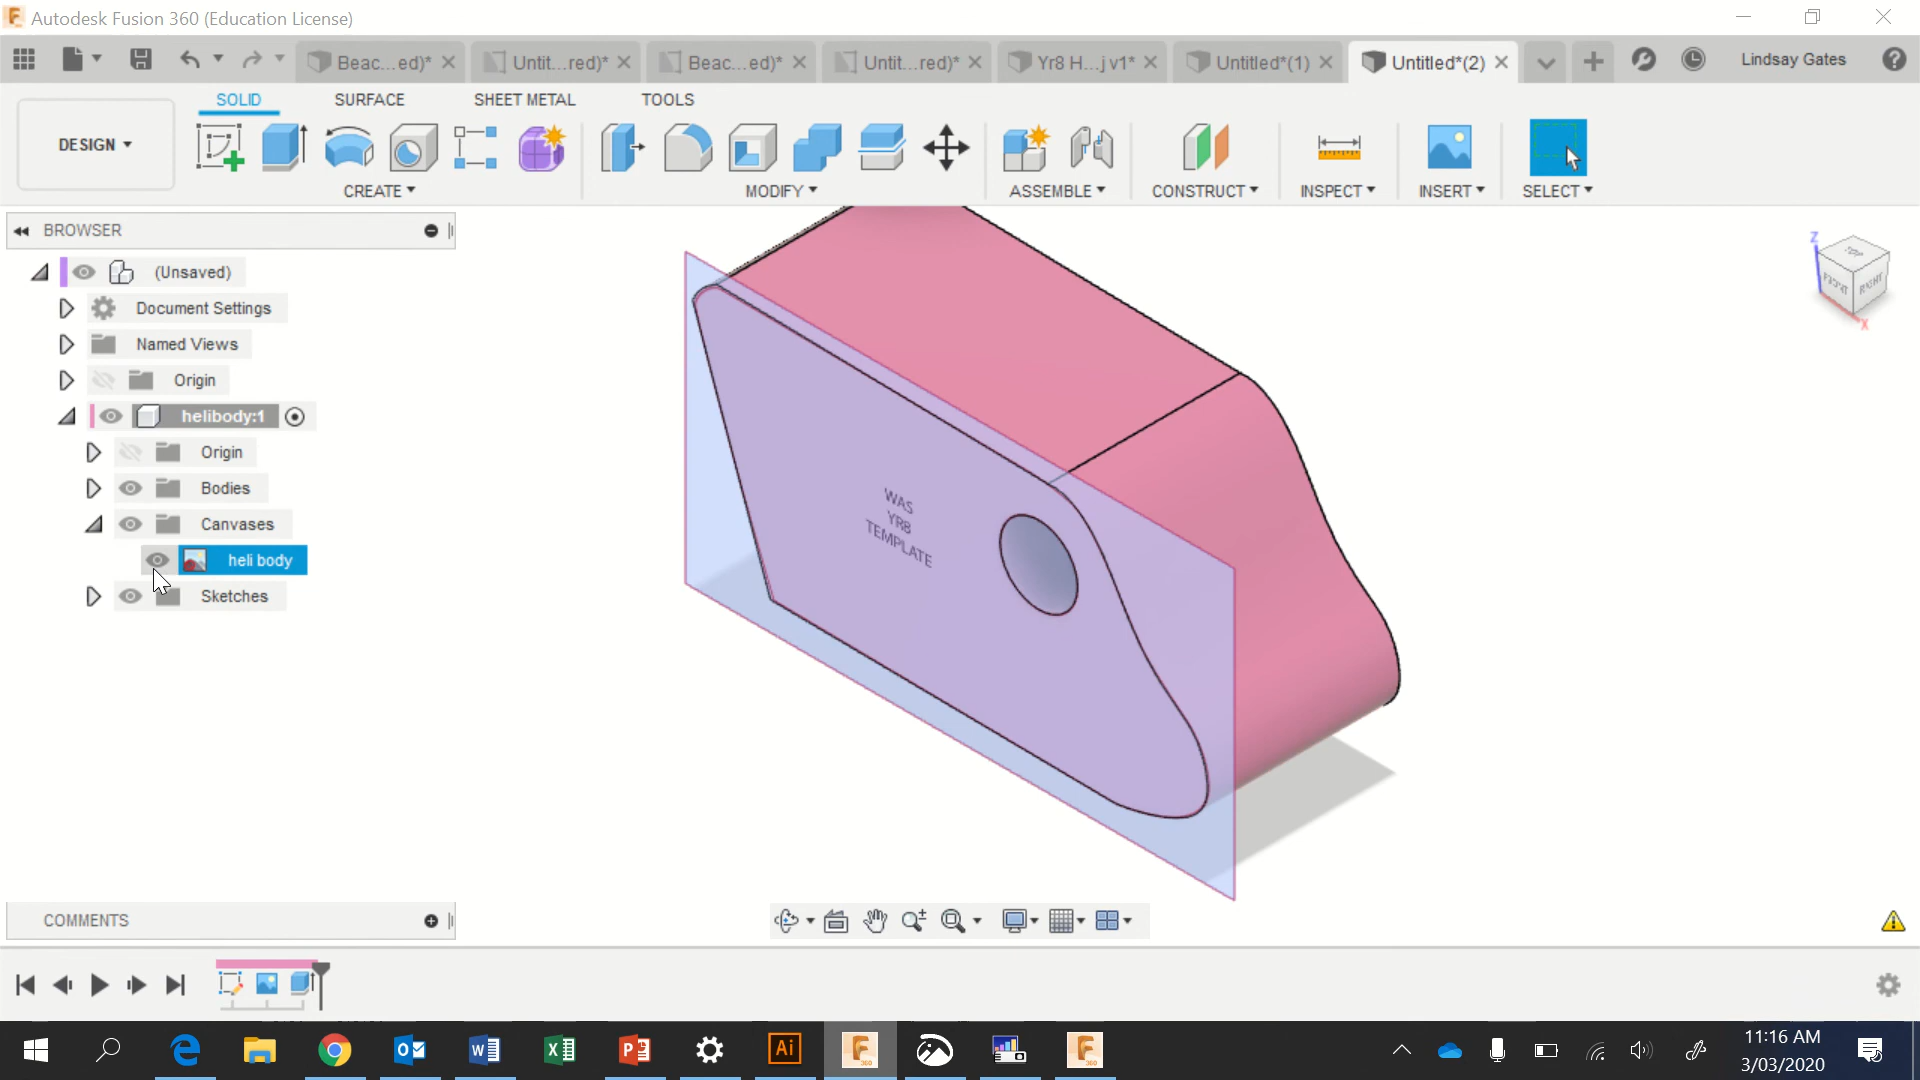 Autodesk Fusion 360 (Education License)
Beac...ed)*
Untit...red)*
Beac...ed)*
Untit...red)*
Yr8 H...j v1*
Untitled*(1)
Untitled*(2)
Lindsay Gates
SOLID
SURFACE
SHEET METAL
TOOLS
DESIGN
CREATE
MODIFY
ASSEMBLE
CONSTRUCT
INSPECT
INSERT
SELECT
BROWSER
(Unsaved)
Document Settings
Named Views
Origin
helibody:1
Origin
Bodies
Canvases
heli body
Sketches
WAS
YR8
TEMPLATE
Z
TOP
FRONT
RIGHT
X
COMMENTS
11:16 AM
3/03/2020